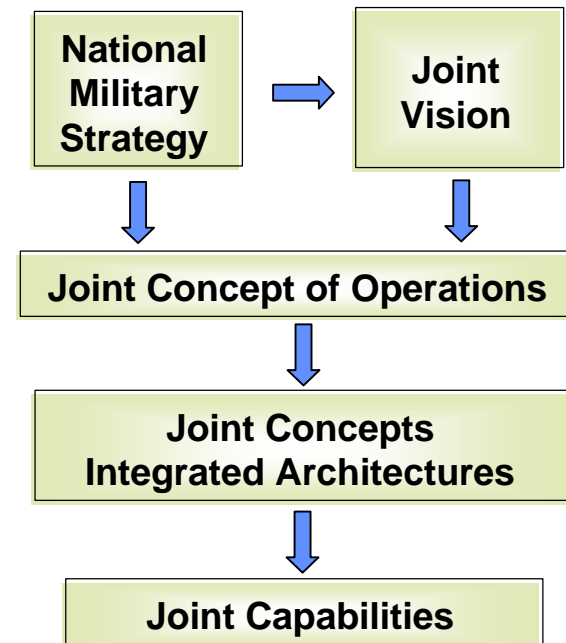 National
Military
Strategy
Joint
Vision
Joint Concept of Operations
Joint Concepts
Integrated Architectures
Joint Capabilities